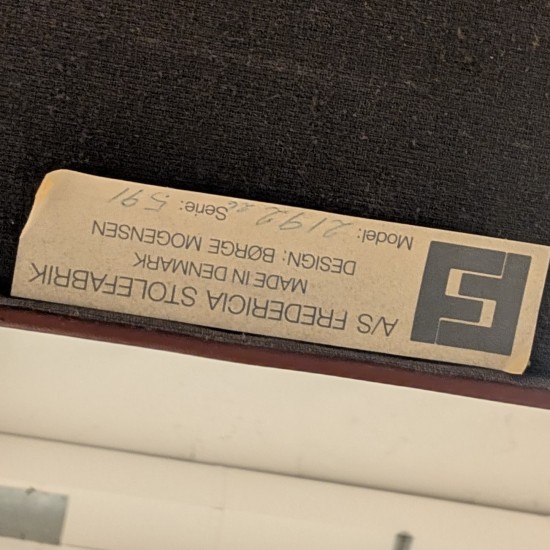 A/S FREDERICIA STOLEFABRIK
MADE IN DENMARK
DESIGN: BØRGE MOGENSEN
Model: 2192 Serie: 591